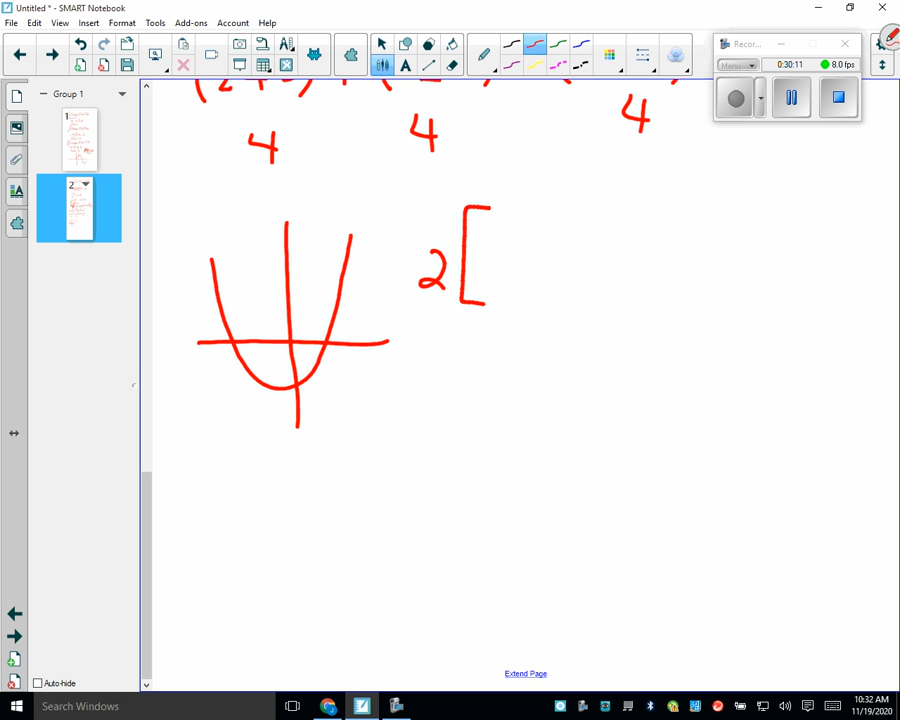 Untitled * - SMART Notebook
File Edit View Insert Format Tools Add-ons Account Help
Recor...
Menu
0:30:11
8.0 fps
Group 1
1
2
4 4 4
2 [
Extend Page
Auto-hide
Search Windows
10:32 AM
11/19/2020